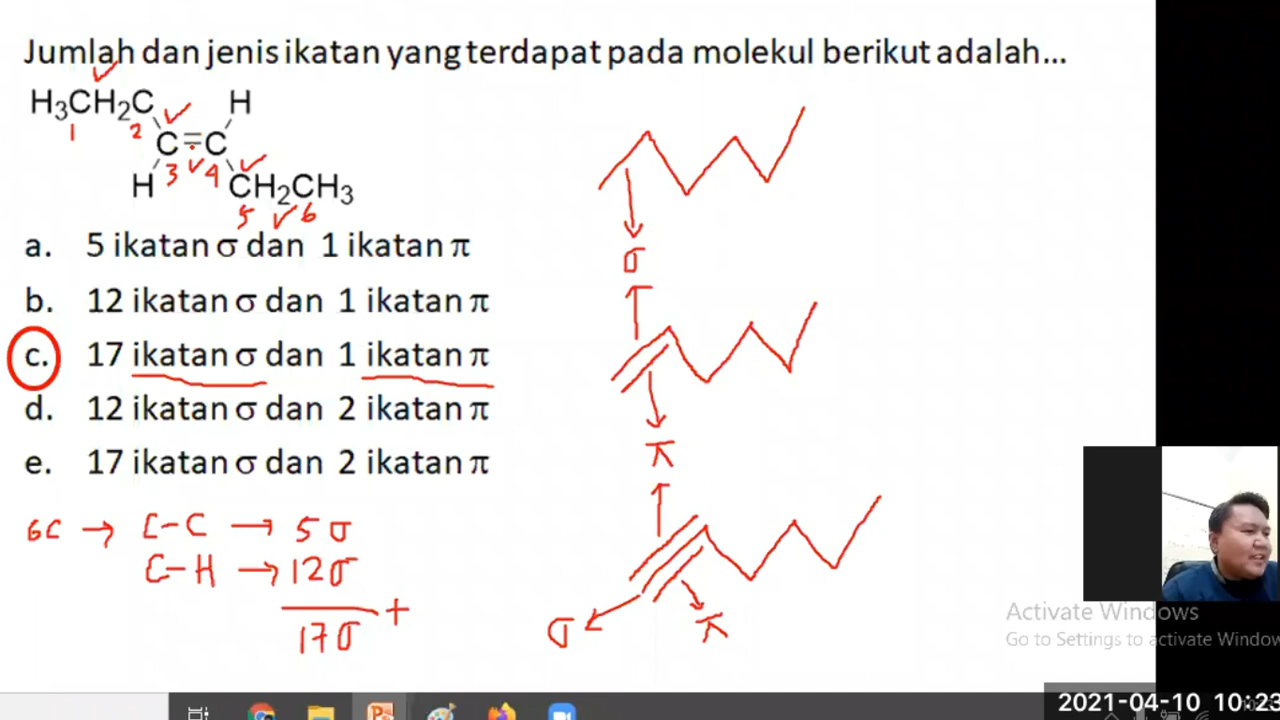 Jumlah dan jenis ikatan yang terdapat pada molekul berikut adalah...
H₃CH₂C H
1 2
C=C
H 3 4 CH₂CH₃
5 6
a. 5 ikatan σ dan 1 ikatan π
b. 12 ikatan σ dan 1 ikatan π
c. 17 ikatan σ dan 1 ikatan π
d. 12 ikatan σ dan 2 ikatan π
e. 17 ikatan σ dan 2 ikatan π
6C → C-C → 5 σ
C-H → 12σ
+
17σ
σ
π
σ π
Activate Windows
Go to Settings to activate Window
2021-04-10 10:23